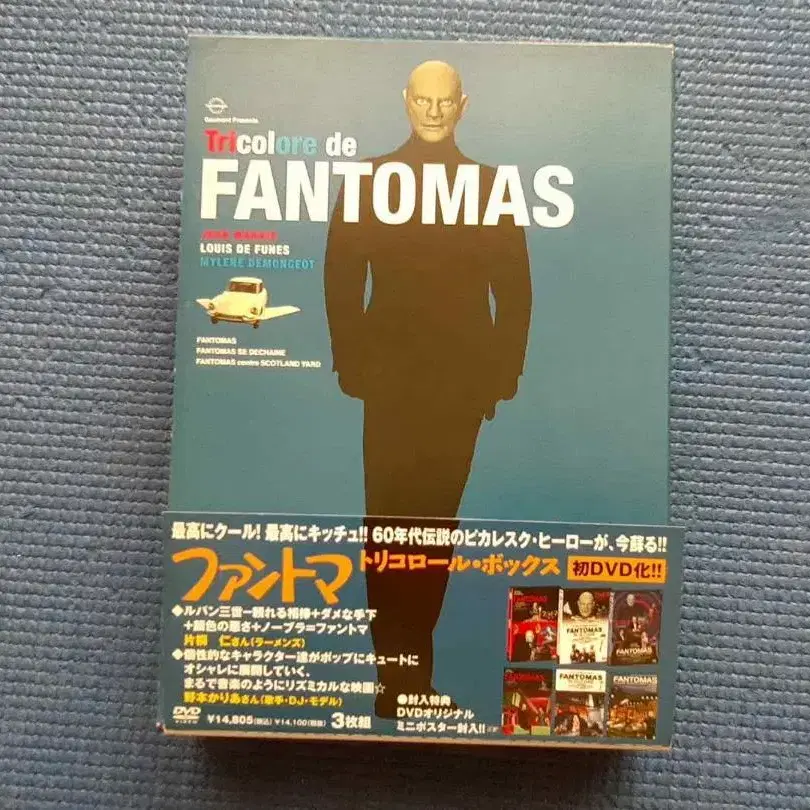 Gaumont Presents
Tricolore de
FANTOMAS
JEAN MARAIS
LOUIS DE FUNES
MYLENE DEMONGEOT
FANTOMAS
FANTOMAS SE DECHAINE
FANTOMAS contre SCOTLAND YARD
最高にクール! 最高にキッチュ!! 60年代伝説のピカレスク・ヒーローが、今蘇る!!
ファントマ トリコロール・ボックス 初DVD化!!
◆ルパン三世ー頼れる相棒+ダメな手下
+顔色の悪さ+ノーブラ=ファントマ
片桐 仁さん(ラーメンズ)
◆個性的なキャラクター達がポップにキュートに
オシャレに展開していく。
まるで音楽のようにリズミカルな映画☆
野本かりあさん(歌手・DJ・モデル)
FANTOMAS
FANTOMAS
FANTOMAS
FANTOMAS
●封入特典
DVDオリジナル
ミニポスター封入!!
DVD VIDEO ¥14,805(税込) ¥14,100(税抜) 3枚組